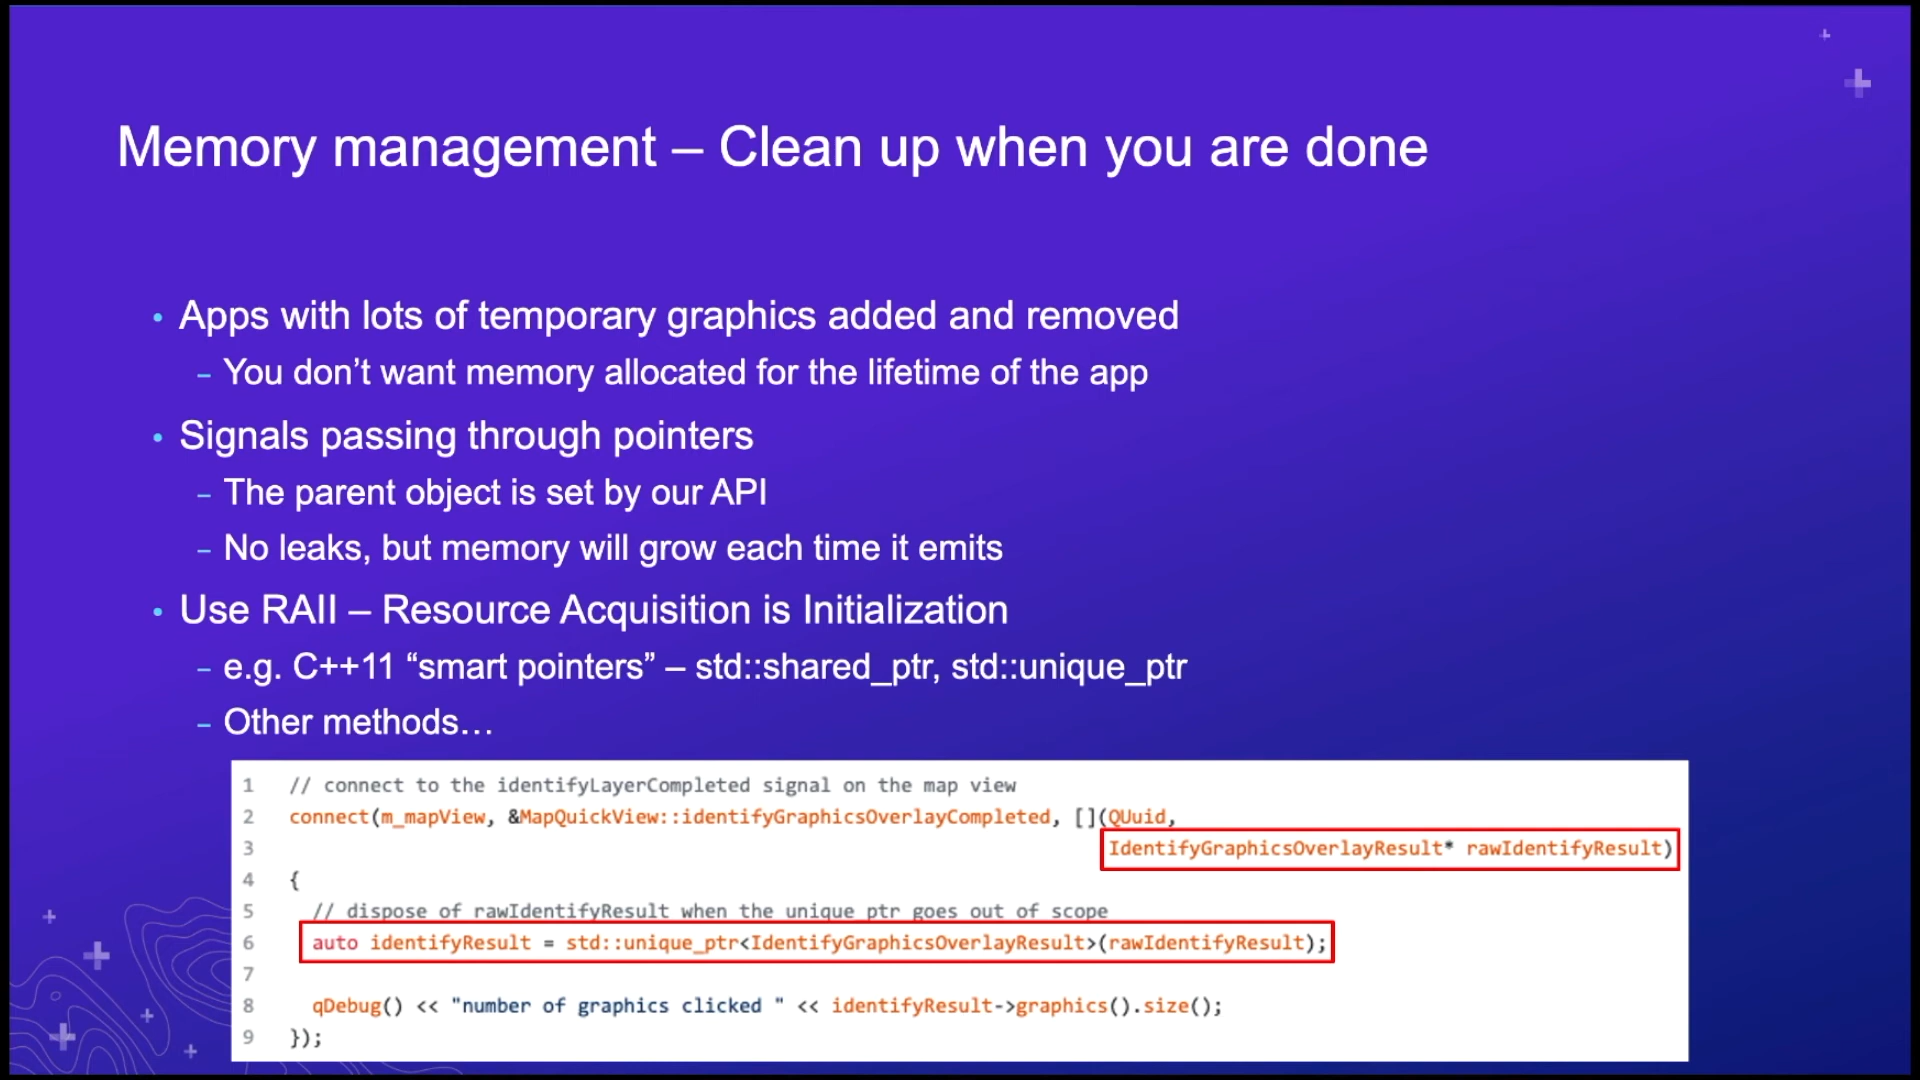 Memory management – Clean up when you are done
• Apps with lots of temporary graphics added and removed
– You don’t want memory allocated for the lifetime of the app
• Signals passing through pointers
– The parent object is set by our API
– No leaks, but memory will grow each time it emits
• Use RAII – Resource Acquisition is Initialization
– e.g. C++11 “smart pointers” – std::shared_ptr, std::unique_ptr
– Other methods…
1 // connect to the identifyLayerCompleted signal on the map view
2 connect(m_mapView, &MapQuickView::identifyGraphicsOverlayCompleted, [](QUuid,
3 IdentifyGraphicsOverlayResult* rawIdentifyResult)
4 {
5 // dispose of rawIdentifyResult when the unique ptr goes out of scope
6 auto identifyResult = std::unique_ptr<IdentifyGraphicsOverlayResult>(rawIdentifyResult);
7
8 qDebug() << "number of graphics clicked " << identifyResult->graphics().size();
9 });